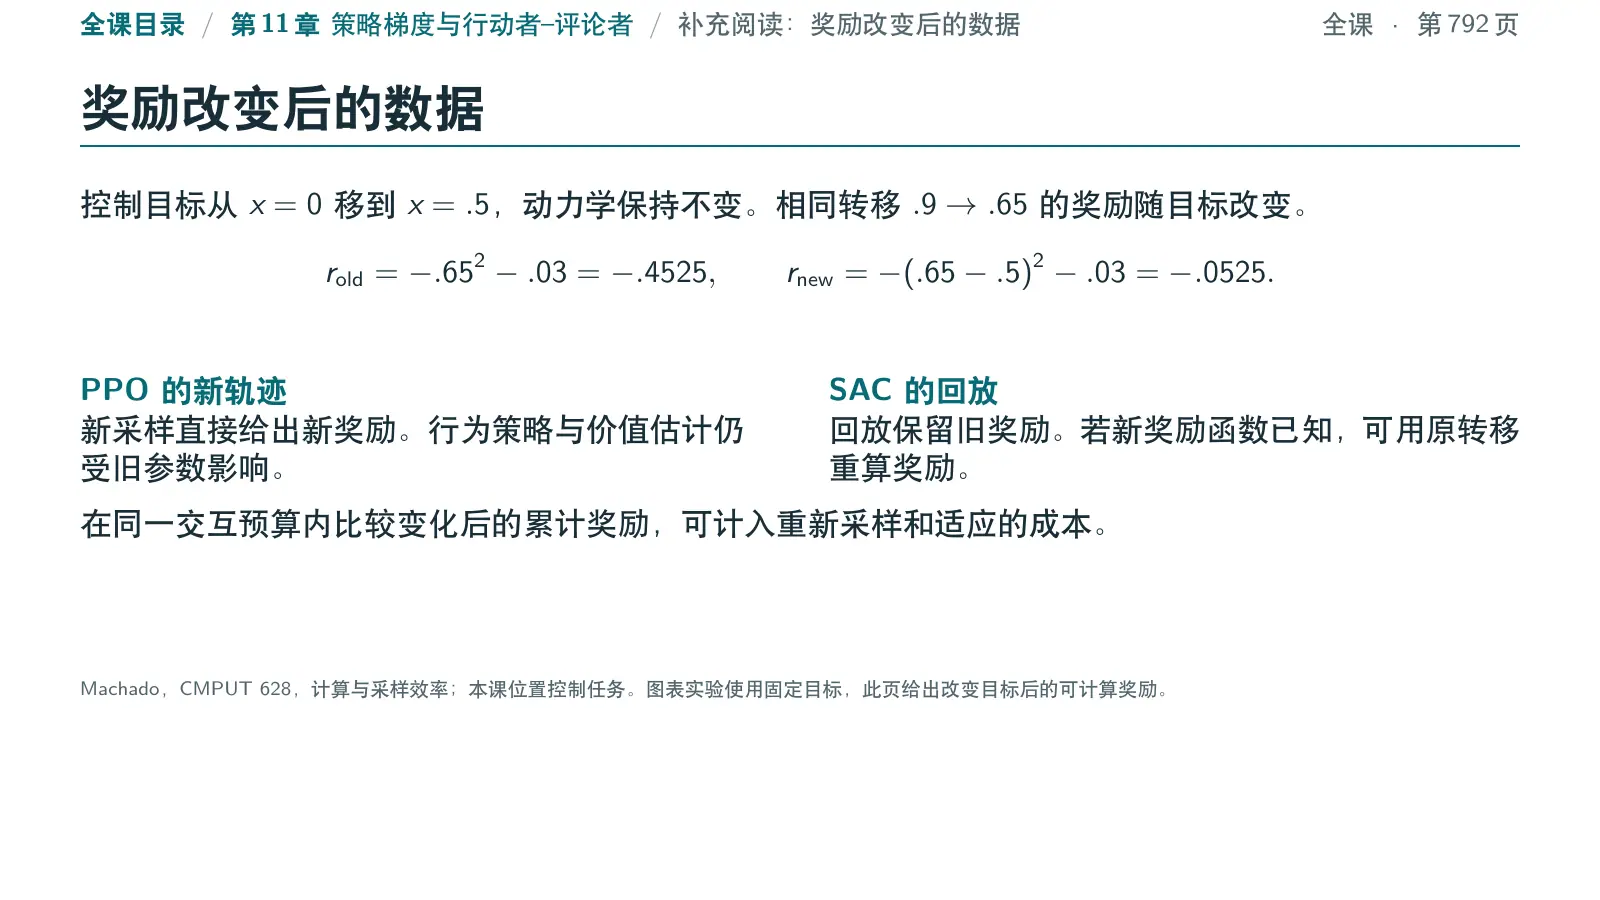 全课目录 / 第 11 章 策略梯度与行动者–评论者 / 补充阅读：奖励改变后的数据
全课 · 第 792 页
奖励改变后的数据
控制目标从 x = 0 移到 x = .5，动力学保持不变。相同转移 .9 → .65 的奖励随目标改变。
r_old = −.65² − .03 = −.4525, r_new = −(.65 − .5)² − .03 = −.0525.
PPO 的新轨迹
新采样直接给出新奖励。行为策略与价值估计仍
受旧参数影响。
SAC 的回放
回放保留旧奖励。若新奖励函数已知，可用原转移
重算奖励。
在同一交互预算内比较变化后的累计奖励，可计入重新采样和适应的成本。
Machado，CMPUT 628，计算与采样效率；本课位置控制任务。图表实验使用固定目标，此页给出改变目标后的可计算奖励。